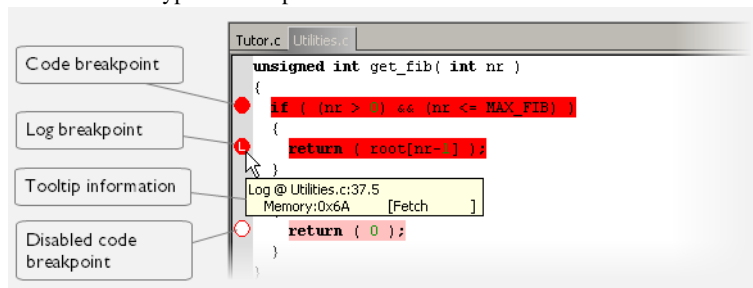 Tutor.c Utilities.c
Code breakpoint
unsigned int get_fib( int nr )
{
if ( (nr > 0) && (nr <= MAX_FIB) )
{
Log breakpoint
L
return ( root[nr-1] );
}
Tooltip information
Log @ Utilities.c:37.5
Memory:0x6A [Fetch ]
Disabled code
breakpoint
return ( 0 );
}
}